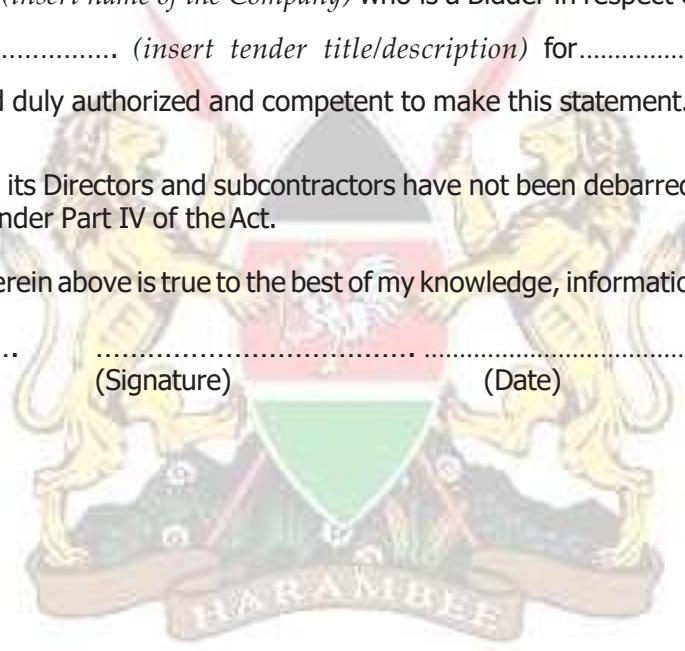 (insert name of the Company) who is a Bidder in respect
................ (insert tender title/description) for................
duly authorized and competent to make this statement.
its Directors and subcontractors have not been debarred
nder Part IV of the Act.
erein above is true to the best of my knowledge, informatio
.. .................................... ....................................
(Signature) (Date)
HARAMBEE